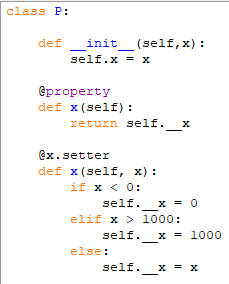 class P:
    def __init__(self,x):
        self.x = x
    @property
    def x(self):
        return self.__x
    @x.setter
    def x(self, x):
        if x < 0:
            self.__x = 0
        elif x > 1000:
            self.__x = 1000
        else:
            self.__x = x